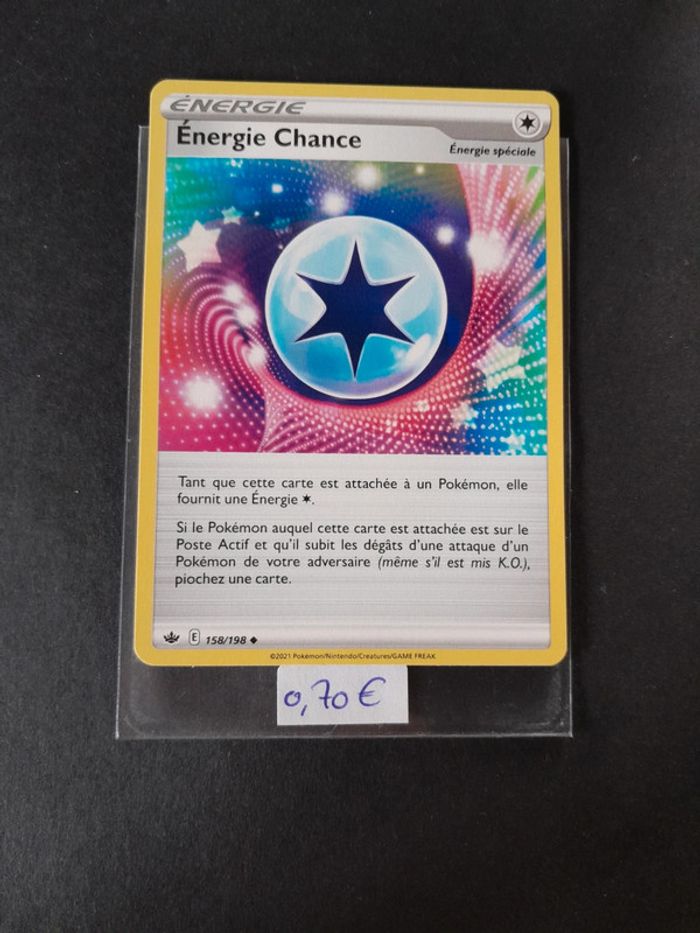 ÉNERGIE
Énergie Chance
Énergie spéciale
Tant que cette carte est attachée à un Pokémon, elle
fournit une Énergie ✶.
Si le Pokémon auquel cette carte est attachée est sur le
Poste Actif et qu'il subit les dégâts d'une attaque d'un
Pokémon de votre adversaire (même s'il est mis K.O.),
piochez une carte.
E 158/198 ◆
©2021 Pokémon/Nintendo/Creatures/GAME FREAK
0,70 €